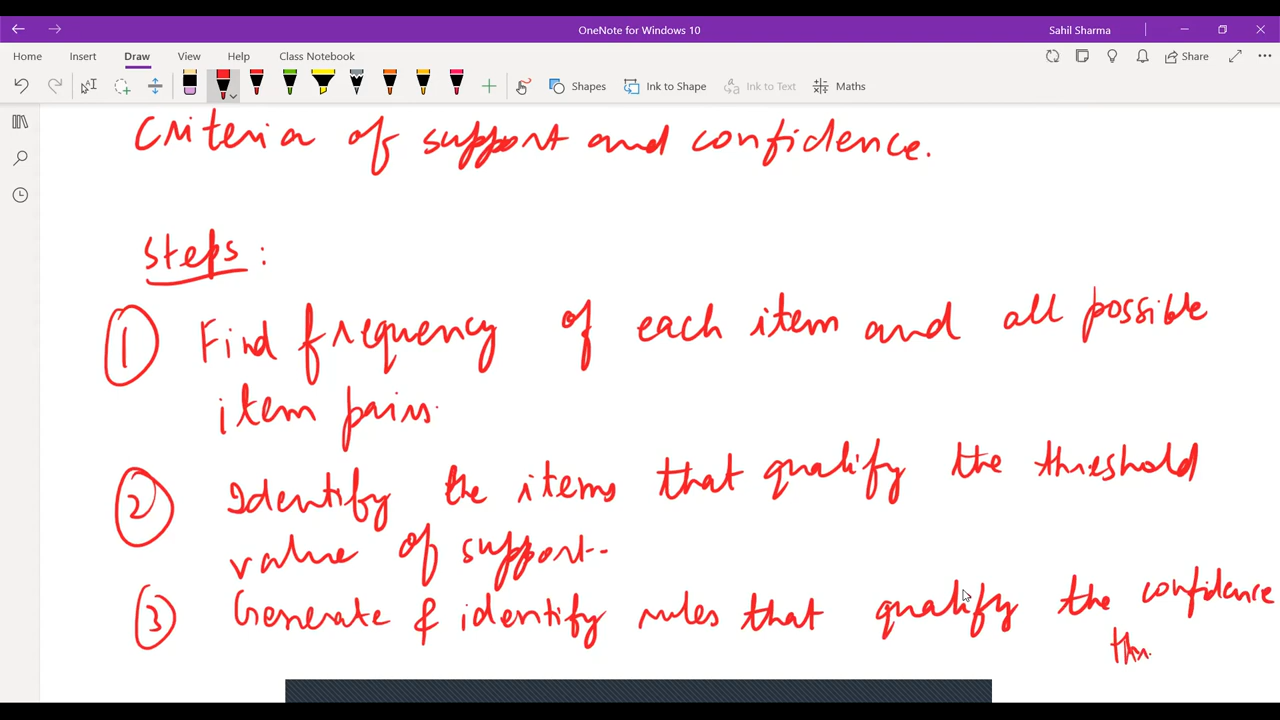 OneNote for Windows 10
Sahil Sharma
Home Insert Draw View Help Class Notebook
Share
Shapes Ink to Shape Ink to Text Maths
Criteria of support and confidence.
Steps :
1 Find frequency of each item and all possible
item pairs.
2 Identify the items that qualify the threshold
value of support.
3 Generate & identify rules that qualify the confidence